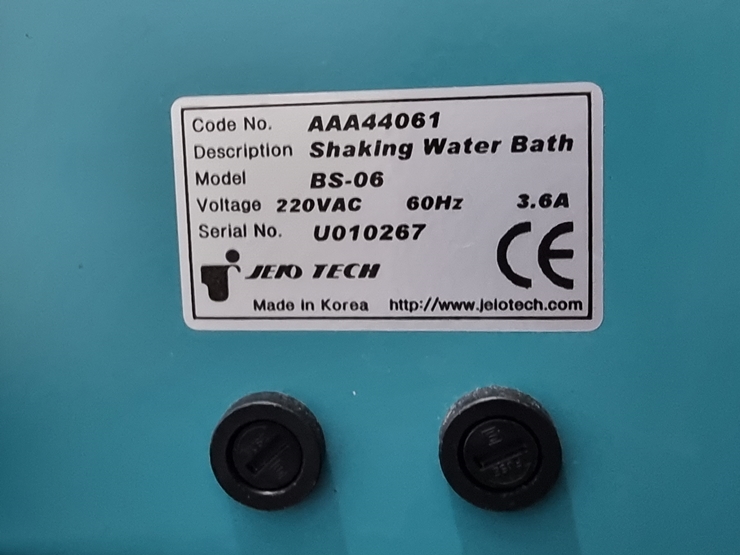 Code No. AAA44061
Description Shaking Water Bath
Model BS-06
Voltage 220VAC 60Hz 3.6A
Serial No. U010267
CE
JEIO TECH
Made in Korea http://www.jeiotech.com